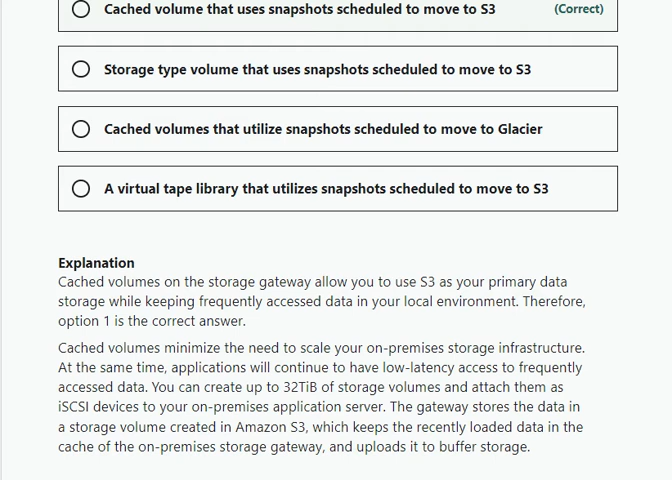 Cached volume that uses snapshots scheduled to move to S3 (Correct)
Storage type volume that uses snapshots scheduled to move to S3
Cached volumes that utilize snapshots scheduled to move to Glacier
A virtual tape library that utilizes snapshots scheduled to move to S3
Explanation
Cached volumes on the storage gateway allow you to use S3 as your primary data
storage while keeping frequently accessed data in your local environment. Therefore,
option 1 is the correct answer.
Cached volumes minimize the need to scale your on-premises storage infrastructure.
At the same time, applications will continue to have low-latency access to frequently
accessed data. You can create up to 32TiB of storage volumes and attach them as
iSCSI devices to your on-premises application server. The gateway stores the data in
a storage volume created in Amazon S3, which keeps the recently loaded data in the
cache of the on-premises storage gateway, and uploads it to buffer storage.